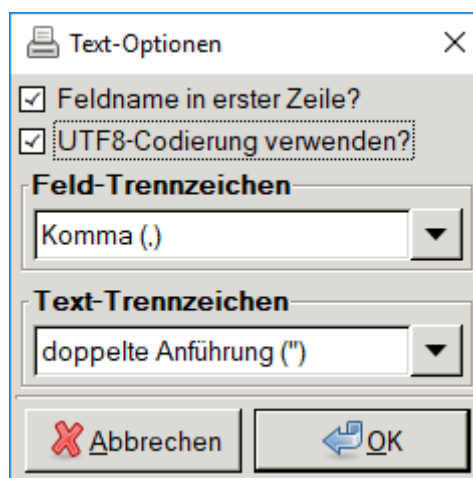 Text-Optionen
Feldname in erster Zeile?
UTF8-Codierung verwenden?
Feld-Trennzeichen
Komma (,)
Text-Trennzeichen
doppelte Anführung (")
Abbrechen
OK